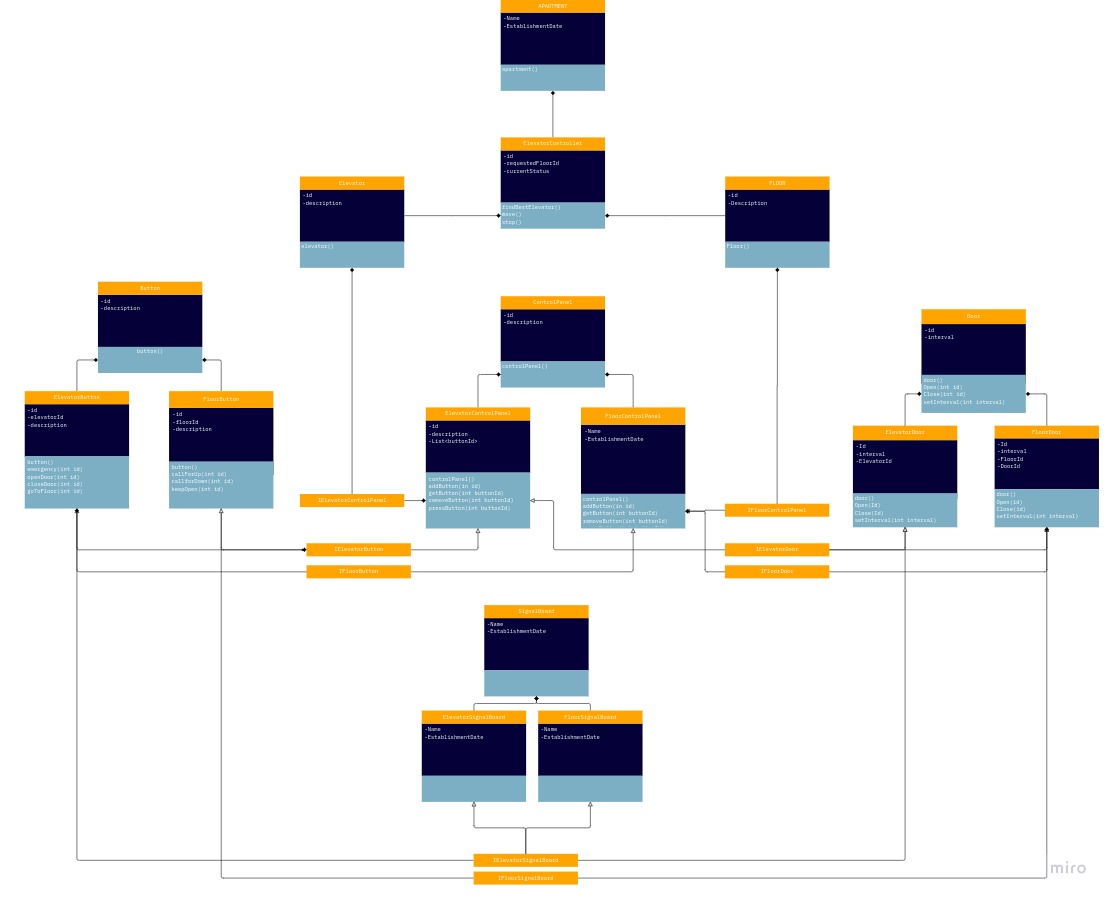 APARTMENT
-Name
-EstablishmentDate
apartment()
ElevatorController
-id
-requestedFloorId
-currentStatus
findBestElevator()
move()
stop()
Elevator
-id
-description
elevator()
FLOOR
-id
-Description
floor()
Button
-id
-description
button()
ControlPanel
-id
-description
controlPanel()
Door
-id
-interval
door()
Open(int id)
Close(int id)
setInterval(int interval)
ElevatorButton
-id
-elevatorId
-description
button()
emergency(int id)
openDoor(int id)
closeDoor(int id)
goToFloor(int id)
FloorButton
-id
-floorId
-description
button()
callForUp(int id)
callforDown(int id)
keepOpen(int id)
ElevatorControlPanel
-id
-description
-List<buttonId>
controlPanel()
addButton(in id)
getButton(int buttonId)
removeButton(int buttonId)
pressButton(int buttonId)
FloorControlPanel
-Name
-EstablishmentDate
controlPanel()
addButton(in id)
getButton(int buttonId)
removeButton(int buttonId)
ElevatorDoor
-Id
-interval
-ElevatorId
door()
Open(Id)
Close(Id)
setInterval(int interval)
FloorDoor
-Id
-interval
-FloorId
-DoorId
door()
Open(id)
Close(id)
setInterval(int interval)
IElevatorControlPanel
IFloorControlPanel
IElevatorButton
IElevatorDoor
IFloorButton
IFloorDoor
SignalBoard
-Name
-EstablishmentDate
ElevatorSignalBoard
-Name
-EstablishmentDate
FloorSignalBoard
-Name
-EstablishmentDate
IElevatorSignalBoard
IFloorSignalBoard
miro